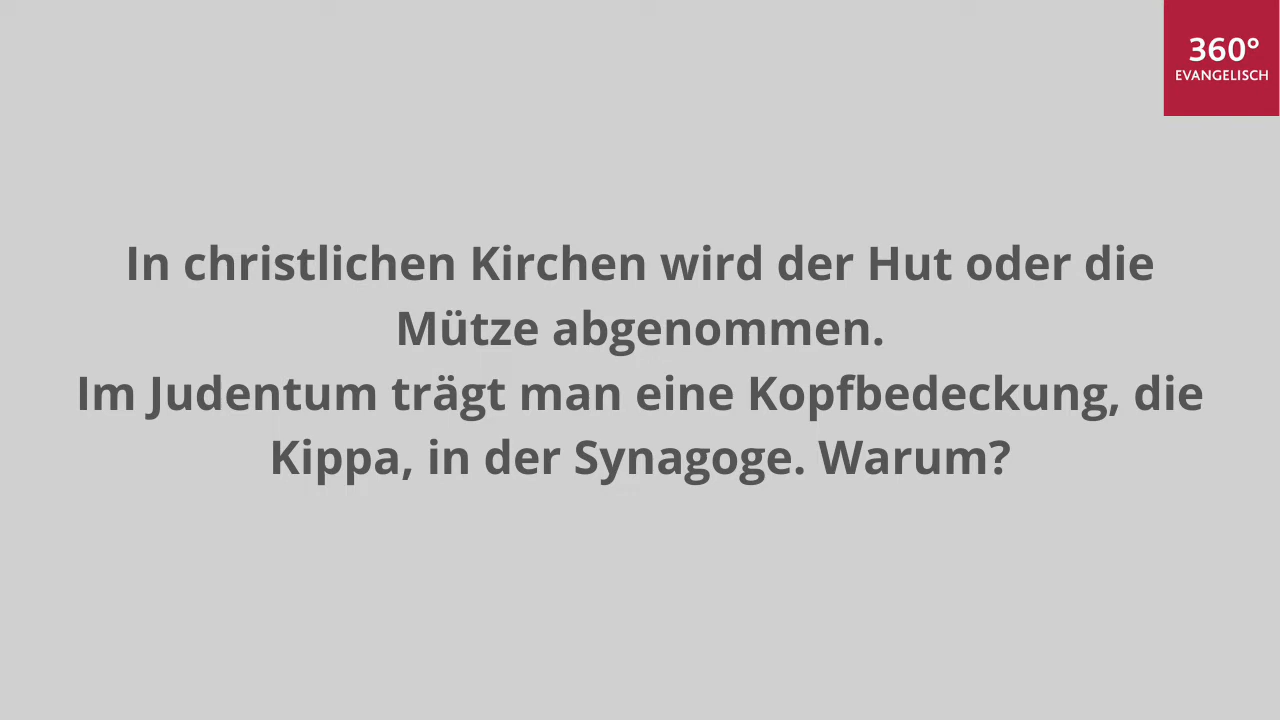 360°
EVANGELISCH
In christlichen Kirchen wird der Hut oder die
Mütze abgenommen.
Im Judentum trägt man eine Kopfbedeckung, die
Kippa, in der Synagoge. Warum?